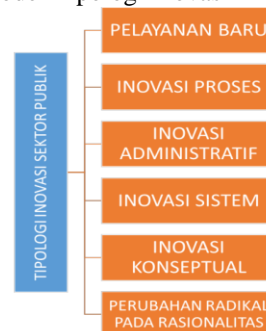 TIPOLOGI INOVASI SEKTOR PUBLIK
PELAYANAN BARU
INOVASI PROSES
INOVASI
ADMINISTRATIF
INOVASI SISTEM
INOVASI
KONSEPTUAL
PERUBAHAN RADIKAL
PADA RASIONALITAS